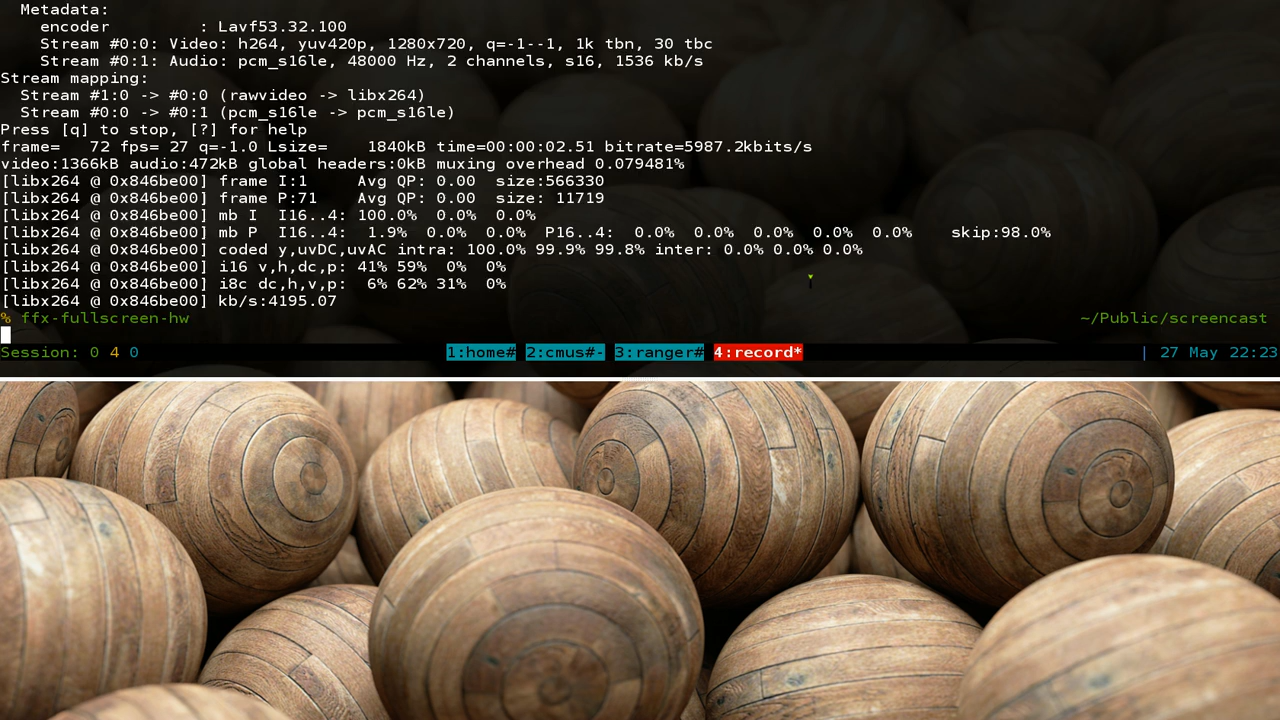 Metadata:
encoder : Lavf53.32.100
Stream #0:0: Video: h264, yuv420p, 1280x720, q=-1--1, 1k tbn, 30 tbc
Stream #0:1: Audio: pcm_s16le, 48000 Hz, 2 channels, s16, 1536 kb/s
Stream mapping:
Stream #1:0 -> #0:0 (rawvideo -> libx264)
Stream #0:0 -> #0:1 (pcm_s16le -> pcm_s16le)
Press [q] to stop, [?] for help
frame= 72 fps= 27 q=-1.0 Lsize= 1840kB time=00:00:02.51 bitrate=5987.2kbits/s
video:1366kB audio:472kB global headers:0kB muxing overhead 0.079481%
[libx264 @ 0x846be00] frame I:1 Avg QP: 0.00 size:566330
[libx264 @ 0x846be00] frame P:71 Avg QP: 0.00 size: 11719
[libx264 @ 0x846be00] mb I I16..4: 100.0% 0.0% 0.0%
[libx264 @ 0x846be00] mb P I16..4: 1.9% 0.0% 0.0% P16..4: 0.0% 0.0% 0.0% 0.0% 0.0% skip:98.0%
[libx264 @ 0x846be00] coded y,uvDC,uvAC intra: 100.0% 99.9% 99.8% inter: 0.0% 0.0% 0.0%
[libx264 @ 0x846be00] i16 v,h,dc,p: 41% 59% 0% 0%
[libx264 @ 0x846be00] i8c dc,h,v,p: 6% 62% 31% 0%
[libx264 @ 0x846be00] kb/s:4195.07
% ffx-fullscreen-hw ~/Public/screencast
Session: 0 4 0 1:home# 2:cmus#- 3:ranger# 4:record* | 27 May 22:23